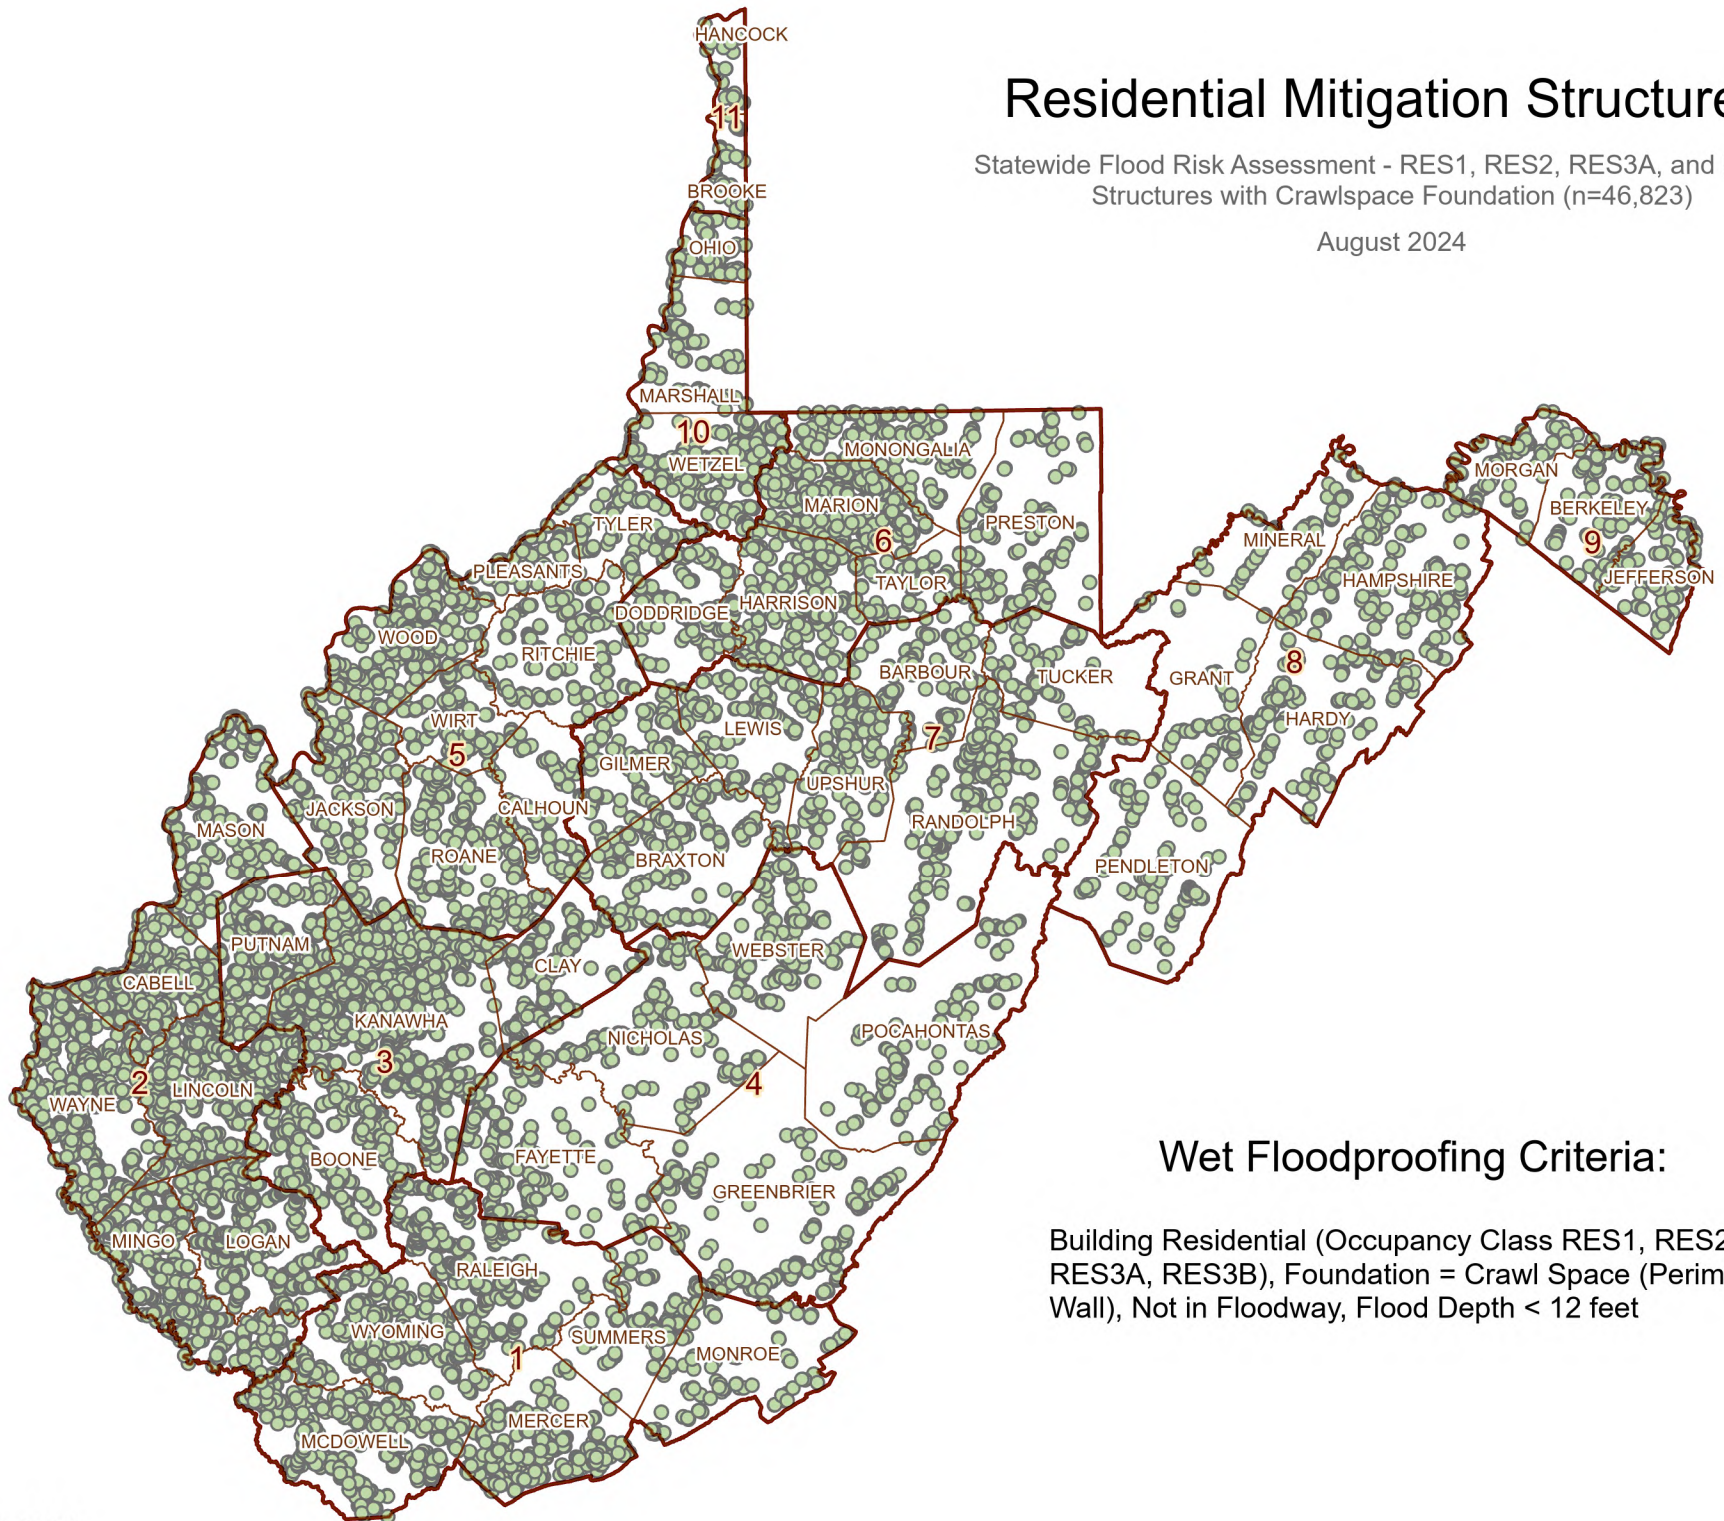 HANCOCK
Residential Mitigation Structure
11
Statewide Flood Risk Assessment - RES1, RES2, RES3A, and
Structures with Crawlspace Foundation (n=46,823)
BROOKE
August 2024
OHIO
MARSHALL
10
WETZEL
MONONGALIA
MORGAN
MARION
BERKELEY
TYLER
PRESTON
6
MINERAL
9
PLEASANTS
TAYLOR
HAMPSHIRE
JEFFERSON
DODDRIDGE
HARRISON
WOOD
RITCHIE
8
BARBOUR
TUCKER
GRANT
WIRT
LEWIS
HARDY
5
7
GILMER
UPSHUR
JACKSON
CALHOUN
RANDOLPH
MASON
ROANE
BRAXTON
PENDLETON
PUTNAM
WEBSTER
CLAY
CABELL
KANAWHA
NICHOLAS
POCAHONTAS
3
2
LINCOLN
4
WAYNE
BOONE
FAYETTE
Wet Floodproofing Criteria:
GREENBRIER
MINGO
LOGAN
Building Residential (Occupancy Class RES1, RES2
RALEIGH
RES3A, RES3B), Foundation = Crawl Space (Perim
Wall), Not in Floodway, Flood Depth < 12 feet
WYOMING
SUMMERS
MONROE
1
MERCER
MCDOWELL